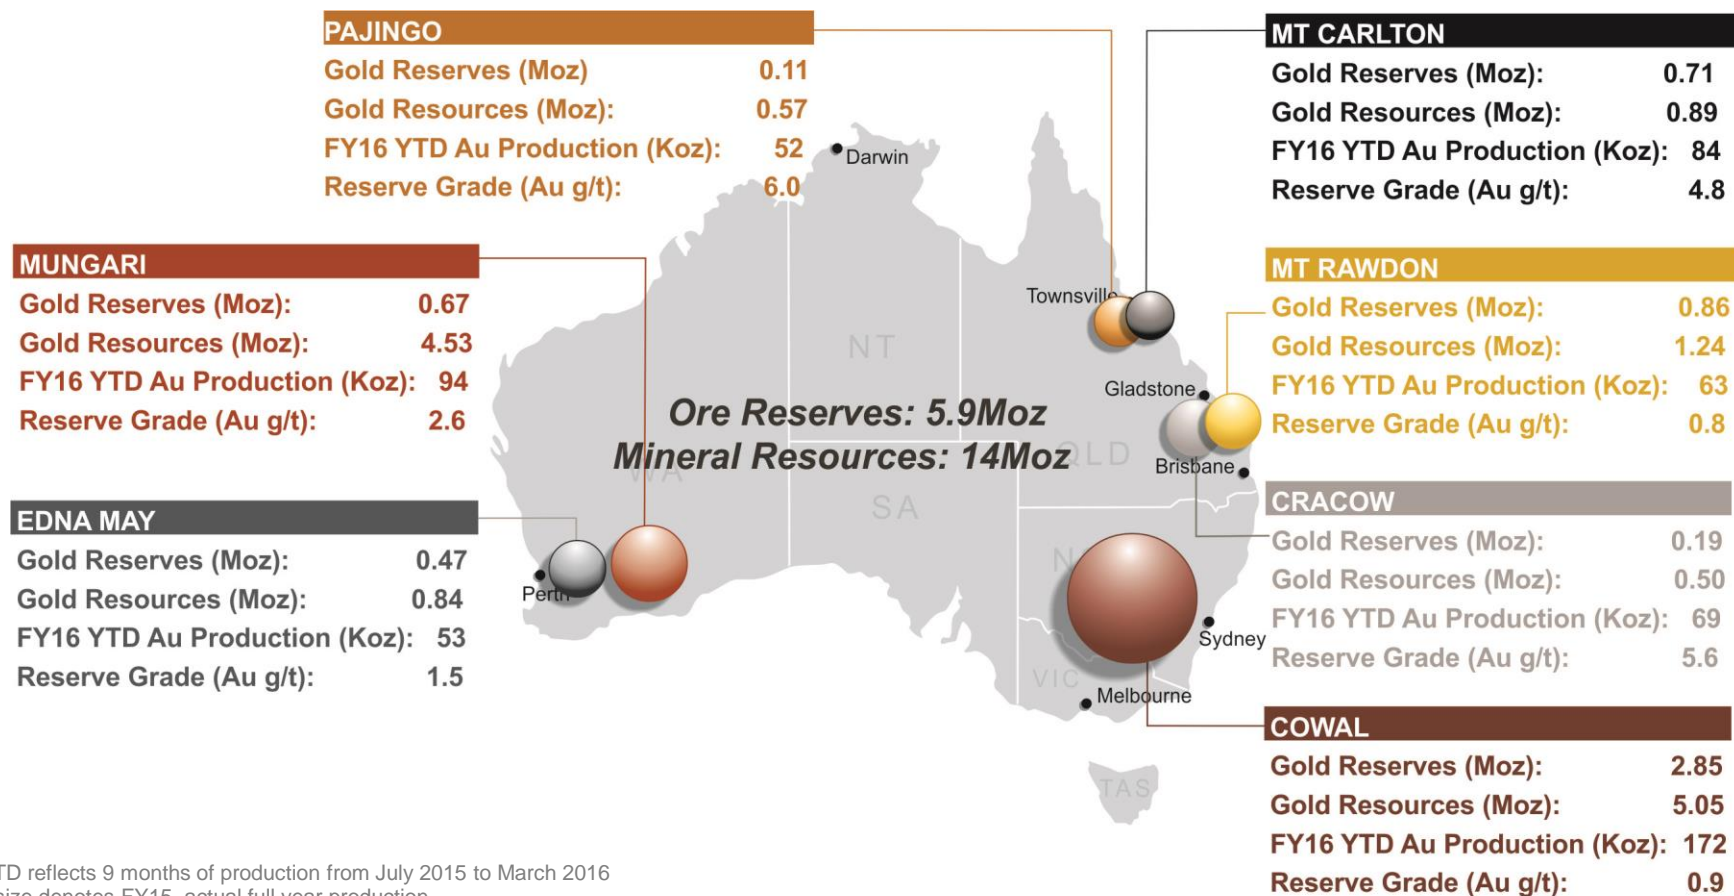 PAJINGO
Gold Reserves (Moz) 0.11
Gold Resources (Moz): 0.57
FY16 YTD Au Production (Koz): 52
Reserve Grade (Au g/t): 6.0
MT CARLTON
Gold Reserves (Moz): 0.71
Gold Resources (Moz): 0.89
FY16 YTD Au Production (Koz): 84
Reserve Grade (Au g/t): 4.8
MUNGARI
Gold Reserves (Moz): 0.67
Gold Resources (Moz): 4.53
FY16 YTD Au Production (Koz): 94
Reserve Grade (Au g/t): 2.6
MT RAWDON
Gold Reserves (Moz): 0.86
Gold Resources (Moz): 1.24
FY16 YTD Au Production (Koz): 63
Reserve Grade (Au g/t): 0.8
EDNA MAY
Gold Reserves (Moz): 0.47
Gold Resources (Moz): 0.84
FY16 YTD Au Production (Koz): 53
Reserve Grade (Au g/t): 1.5
CRACOW
Gold Reserves (Moz): 0.19
Gold Resources (Moz): 0.50
FY16 YTD Au Production (Koz): 69
Reserve Grade (Au g/t): 5.6
COWAL
Gold Reserves (Moz): 2.85
Gold Resources (Moz): 5.05
FY16 YTD Au Production (Koz): 172
Reserve Grade (Au g/t): 0.9
Darwin
Townsville
NT
Gladstone
Ore Reserves: 5.9Moz
Mineral Resources: 14Moz
QLD
Brisbane
WA
SA
Perth
Sydney
VIC
Melbourne
TAS
TD reflects 9 months of production from July 2015 to March 2016
size denotes FY15 actual full year production